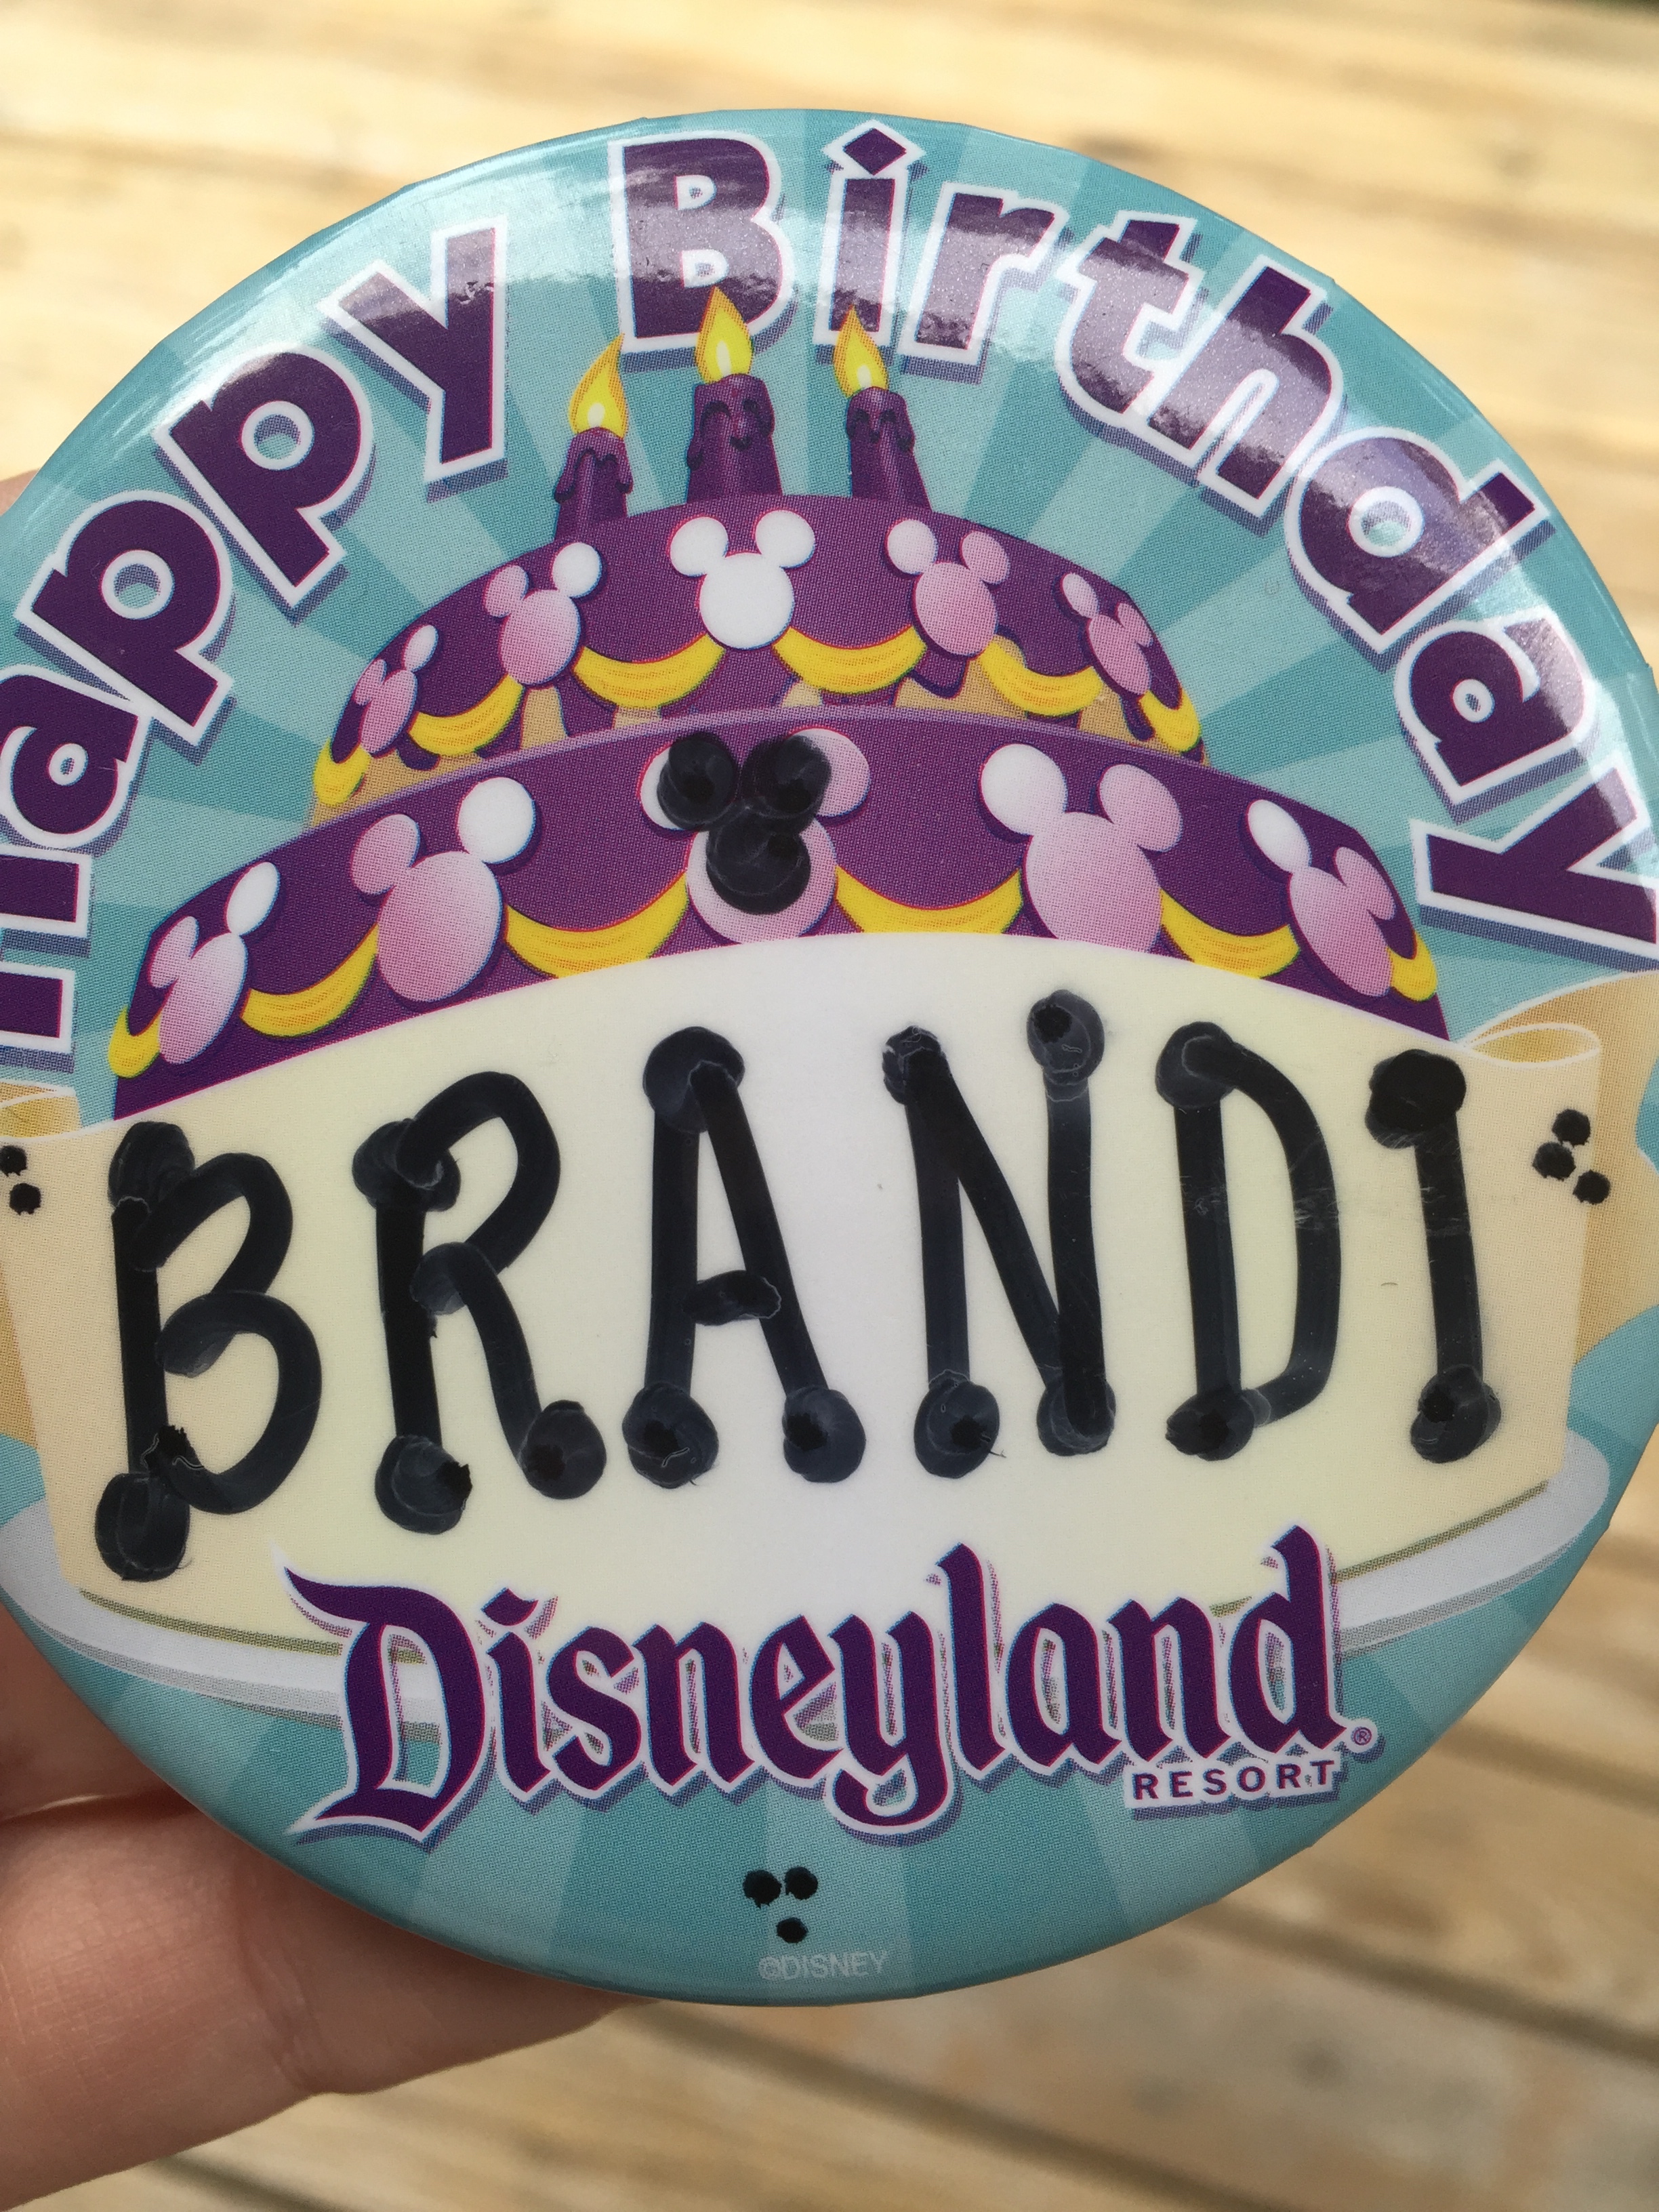 Happy Birthday
BRANDI
Disneyland®
RESORT
©DISNEY